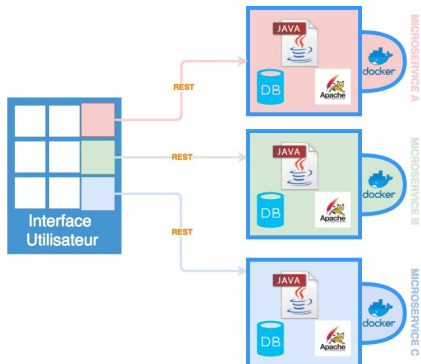 JAVA
DB
Apache
docker
MICROSERVICE A
REST
Interface
Utilisateur
REST
JAVA
DB
Apache
docker
MICROSERVICE B
REST
JAVA
DB
Apache
docker
MICROSERVICE C